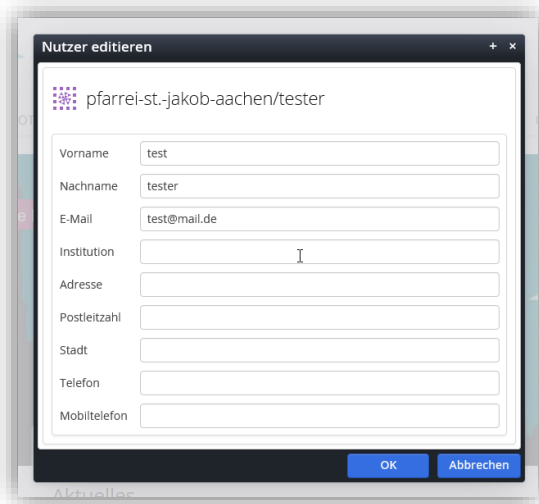 Nutzer editieren
pfarrei-st.-jakob-aachen/tester
Vorname test
Nachname tester
E-Mail test@mail.de
Institution
Adresse
Postleitzahl
Stadt
Telefon
Mobiltelefon
OK Abbrechen
Aktuelles